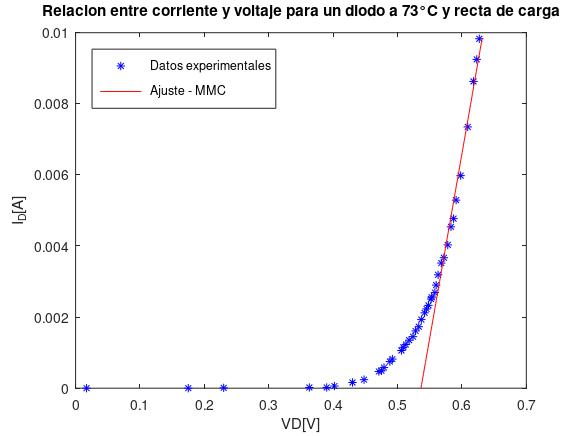 Relacion entre corriente y voltaje para un diodo a 73°C y recta de carga
Datos experimentales
Ajuste - MMC
0.01
0.008
0.006
0.004
0.002
0
I_D[A]
0 0.1 0.2 0.3 0.4 0.5 0.6 0.7
VD[V]